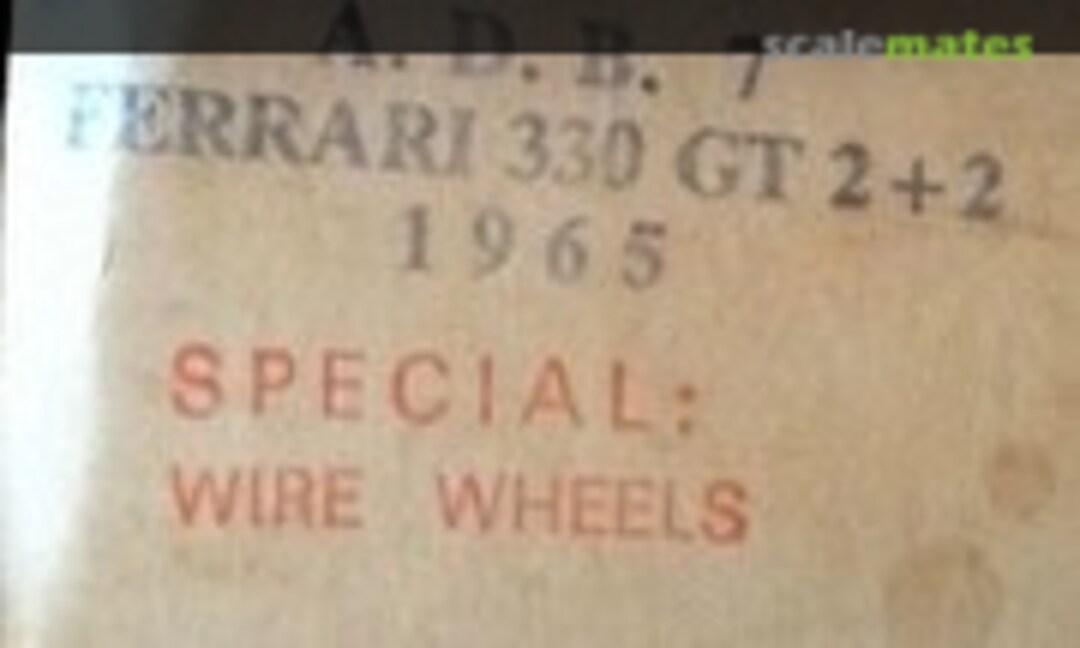 A. D. B. 7
scalemates
FERRARI 330 GT 2+2
1965
SPECIAL:
WIRE WHEELS